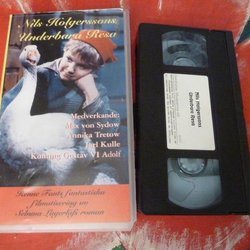 Nils Holgerssons
Underbara Resa
Medverkande:
Max von Sydow
Annika Tretow
Jarl Kulle
Konung Gustav VI Adolf
Kenne Fants fantastiska
filmatisering av
Selma Lagerlöfs roman
Nils Holgerssons
Underbara Resa